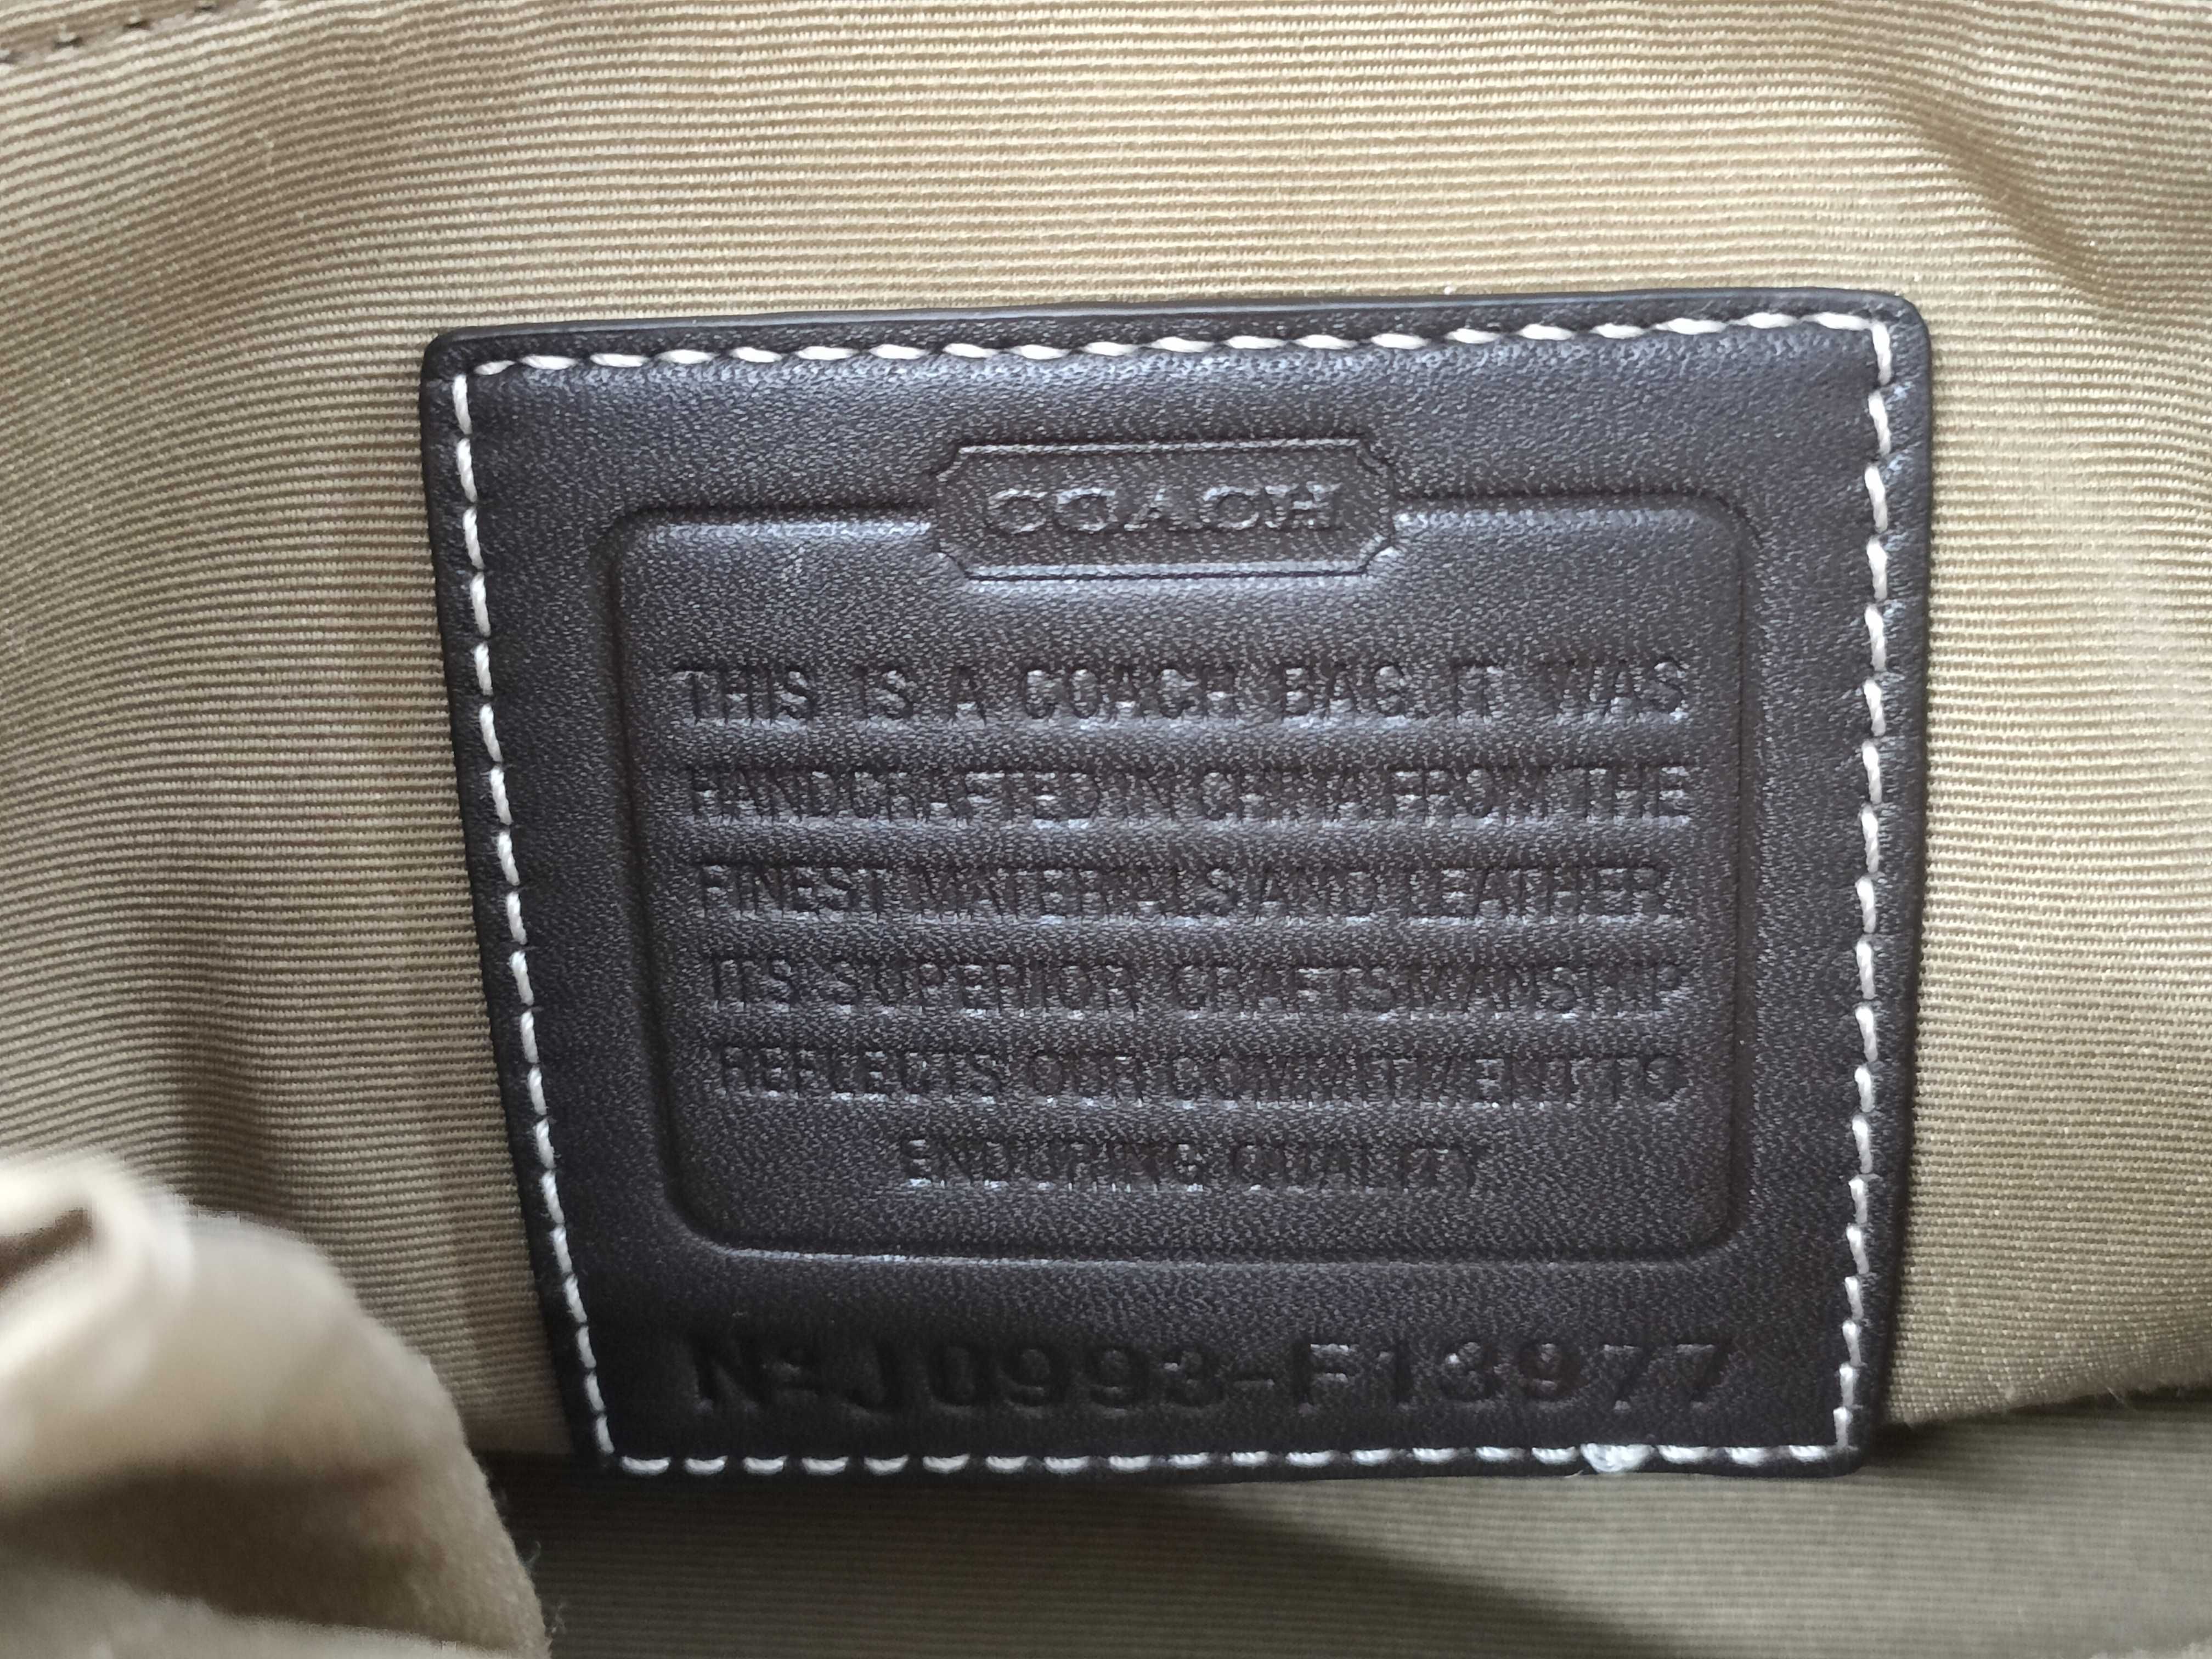 COACH
THIS IS A COACH BAG. IT WAS
HANDCRAFTED IN CHINA FROM THE
FINEST MATERIALS AND LEATHER.
ITS SUPERIOR CRAFTSMANSHIP
REFLECTS OUR COMMITMENT TO
ENDURING QUALITY.
Nº J0993-F13977